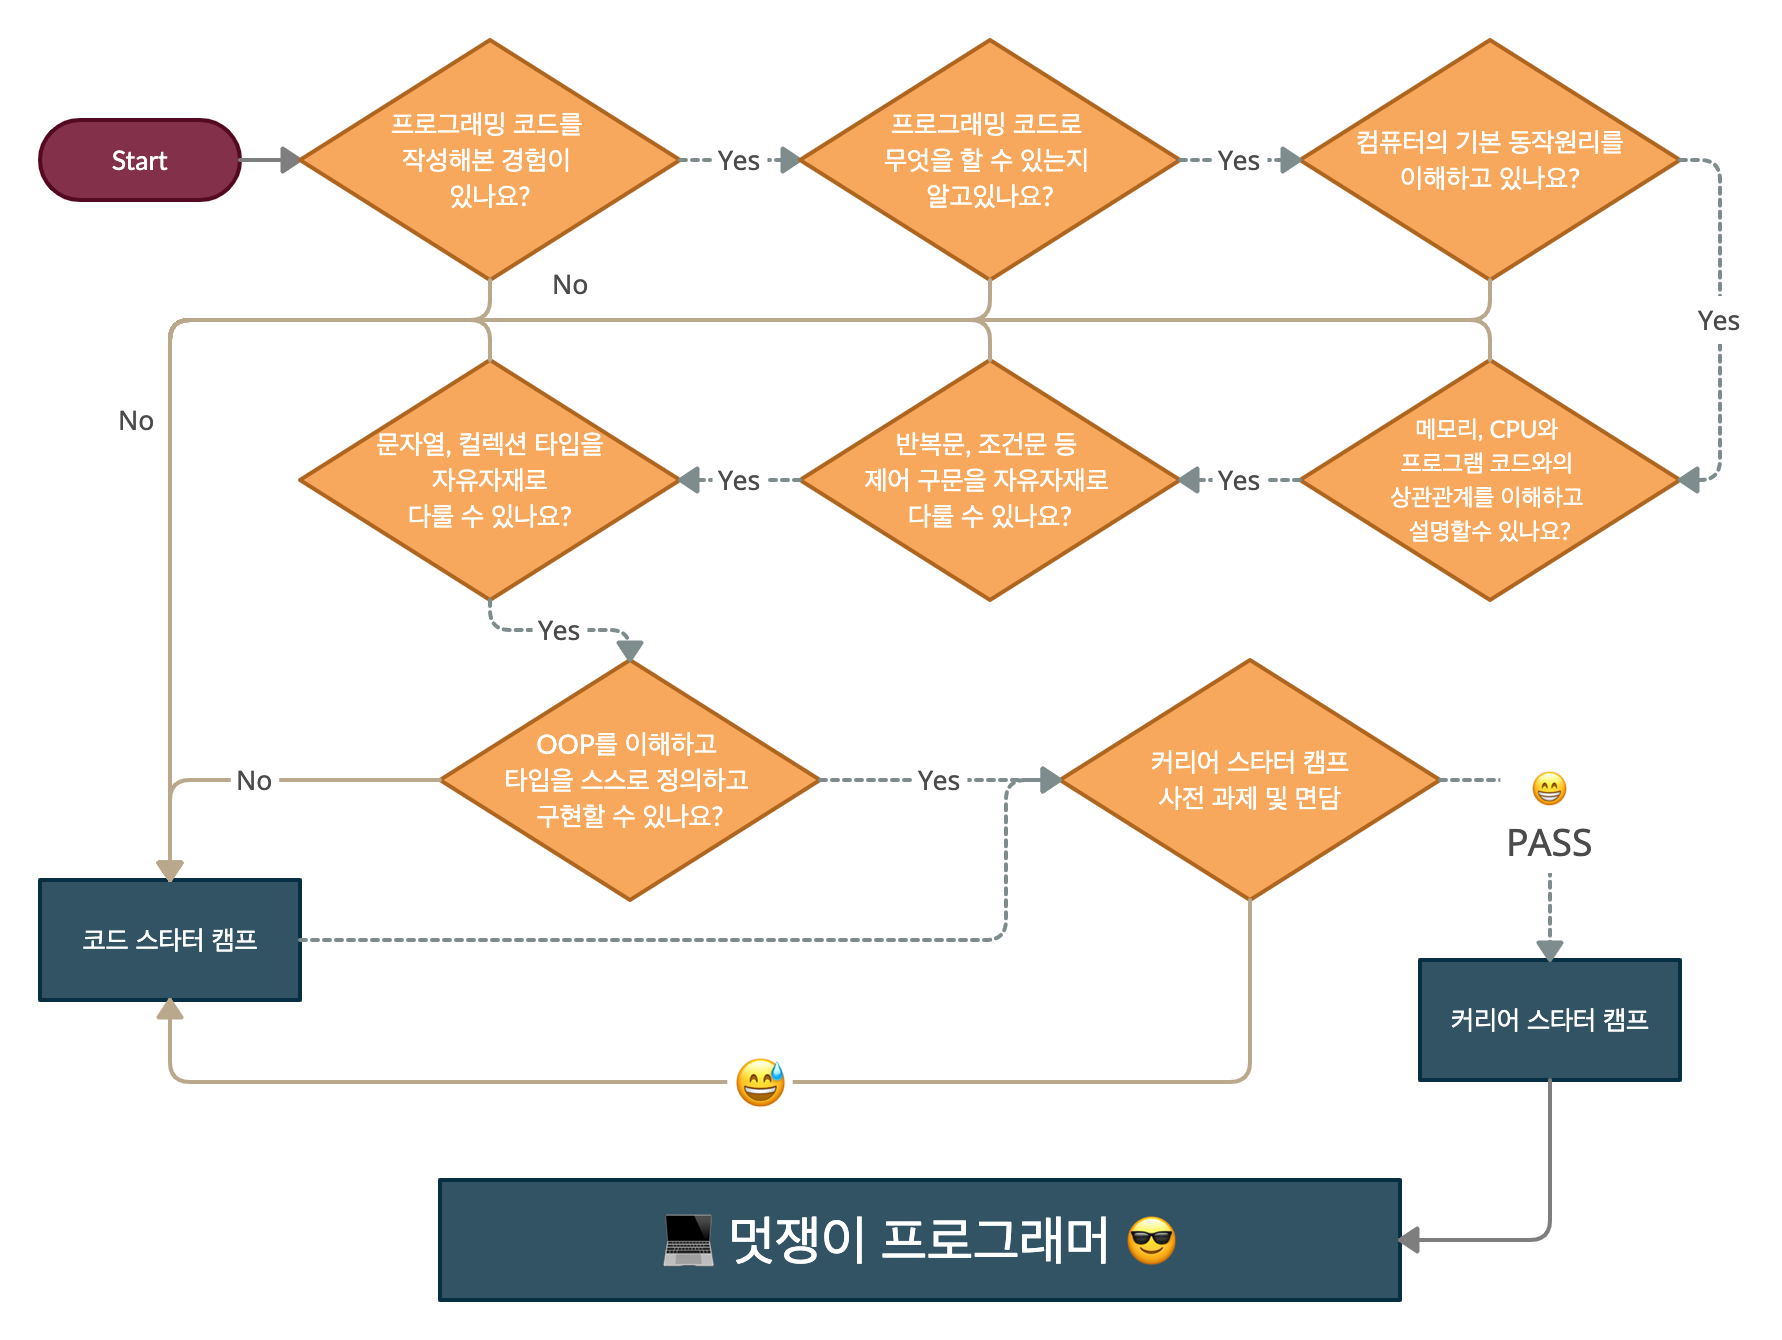 Start
프로그래밍 코드를
작성해본 경험이
있나요?
Yes
프로그래밍 코드로
무엇을 할 수 있는지
알고있나요?
Yes
컴퓨터의 기본 동작원리를
이해하고 있나요?
No
Yes
No
문자열, 컬렉션 타입을
자유자재로
다룰 수 있나요?
Yes
반복문, 조건문 등
제어 구문을 자유자재로
다룰 수 있나요?
Yes
메모리, CPU와
프로그램 코드와의
상관관계를 이해하고
설명할수 있나요?
Yes
No
OOP를 이해하고
타입을 스스로 정의하고
구현할 수 있나요?
Yes
커리어 스타터 캠프
사전 과제 및 면담
😁
PASS
코드 스타터 캠프
커리어 스타터 캠프
😅
💻 멋쟁이 프로그래머 😎